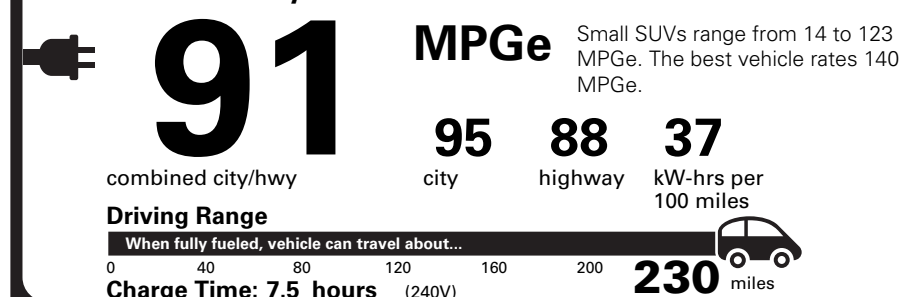 91
MPGe
Small SUVs range from 14 to 123
MPGe. The best vehicle rates 140
MPGe.
95 88 37
combined city/hwy
city
highway
kW-hrs per
100 miles
Driving Range
When fully fueled, vehicle can travel about...
0 40 80 120 160 200 230 miles
Charge Time: 7.5 hours (240V)